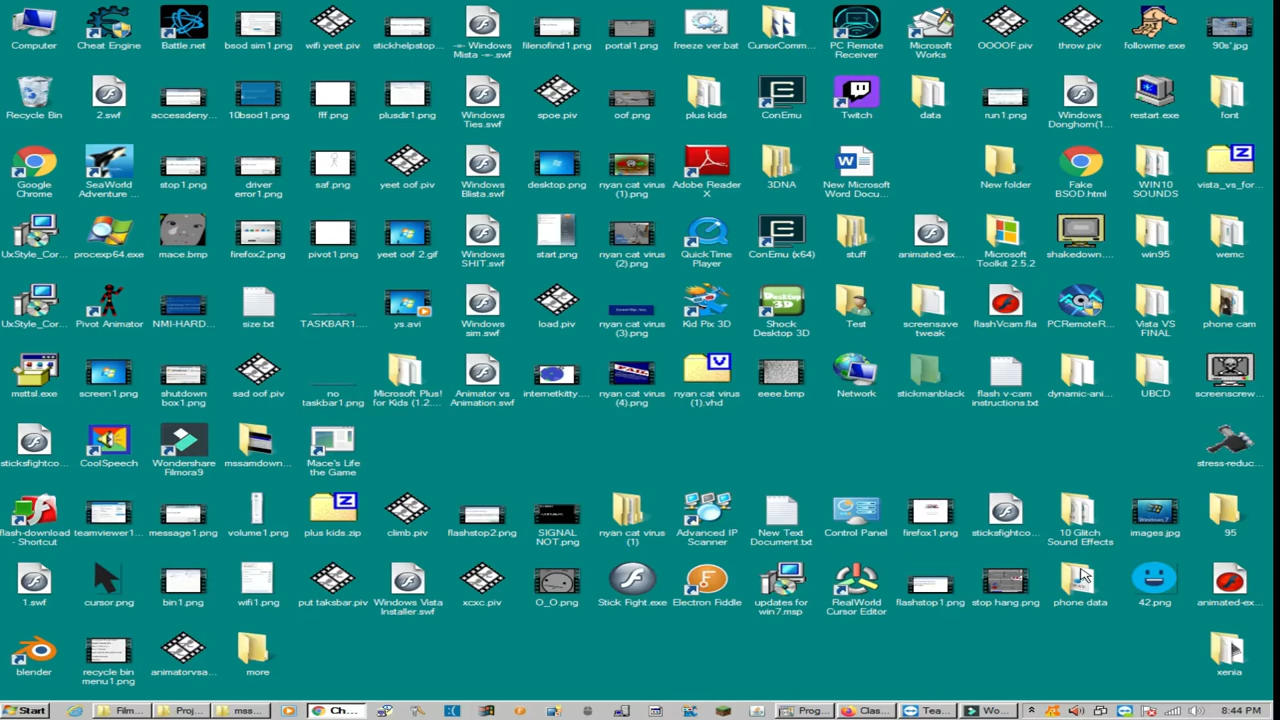 Computer
Cheat Engine
Battle.net
bsod sim1.png
wifi yeet.piv
stickhelpstop...
-=- Windows
Mista -=-.swf
filenofind1.png
portal1.png
freeze ver.bat
CursorComm...
PC Remote
Receiver
Microsoft
Works
OOOOF.piv
throw.piv
followme.exe
90s'.jpg
Recycle Bin
2.swf
accessdeny...
10bsod1.png
fff.png
plusdir1.png
Windows
Ties.swf
spoe.piv
oof.png
plus kids
ConEmu
Twitch
data
run1.png
Windows
Donghorn(1...
restart.exe
font
Google
Chrome
SeaWorld
Adventure ...
stop1.png
driver
error1.png
saf.png
yeet oof.piv
Windows
Blista.swf
desktop.png
nyan cat virus
(1).png
Adobe Reader
X
3DNA
New Microsoft
Word Docu...
New folder
Fake
BSOD.html
WIN10
SOUNDS
vista_vs_for...
UxStyle_Cor...
procexp64.exe
mace.bmp
firefox2.png
pivot1.png
yeet oof 2.gif
Windows
SHIT.swf
start.png
nyan cat virus
(2).png
QuickTime
Player
ConEmu (x64)
stuff
animated-ex...
Microsoft
Toolkit 2.5.2
shakedown....
win95
wemc
UxStyle_Cor...
Pivot Animator
NMI-HARD...
size.txt
TASKBAR1....
ys.avi
Windows
sim.swf
load.piv
nyan cat virus
(3).png
Kid Pix 3D
Shock
Desktop 3D
Test
screensave
tweak
flashVcam.fla
PCRemoteR...
Vista VS
FINAL
phone cam
msttsl.exe
screen1.png
shutdown
box1.png
sad oof.piv
no
taskbar1.png
Microsoft Plus!
for Kids (1.2....
Animator vs
Animation.swf
internetkitty....
nyan cat virus
(4).png
nyan cat virus
(1).vhd
eeee.bmp
Network
stickmanblack
flash v-cam
instructions.txt
dynamic-ani...
UBCD
screenscrew...
sticksfightco...
CoolSpeech
Wondershare
Filmora9
mssamdown...
Mace's Life
the Game
stress-reduc...
flash-download
- Shortcut
teamviewer1...
message1.png
volume1.png
plus kids.zip
climb.piv
flashstop2.png
SIGNAL
NOT.png
nyan cat virus
(1)
Advanced IP
Scanner
New Text
Document.txt
Control Panel
firefox1.png
sticksfightco...
10 Glitch
Sound Effects
images.jpg
95
1.swf
cursor.png
bin1.png
wifi1.png
put taksbar.piv
Windows Vista
Installer.swf
xcxc.piv
O_O.png
Stick Fight.exe
Electron Fiddle
updates for
win7.msp
RealWorld
Cursor Editor
flashstop1.png
stop hang.png
phone data
42.png
animated-ex...
blender
recycle bin
menu1.png
animatorvsa...
more
xenia
Start
Film...
Proj...
mss...
Ch...
Prog...
Clas...
Tea...
Wo...
8:44 PM